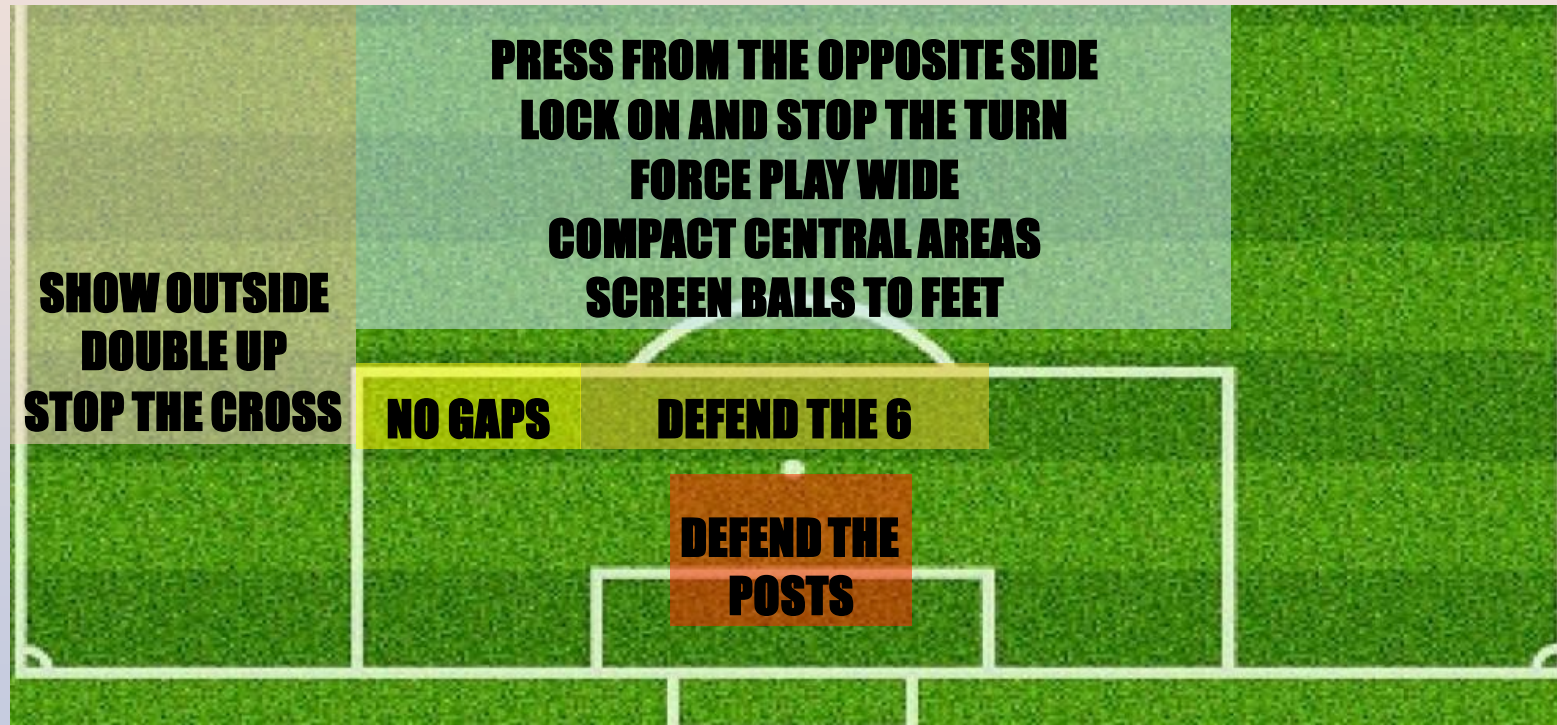 PRESS FROM THE OPPOSITE SIDE
LOCK ON AND STOP THE TURN
FORCE PLAY WIDE
COMPACT CENTRAL AREAS
SCREEN BALLS TO FEET
SHOW OUTSIDE
DOUBLE UP
STOP THE CROSS
NO GAPS
DEFEND THE 6
DEFEND THE
POSTS